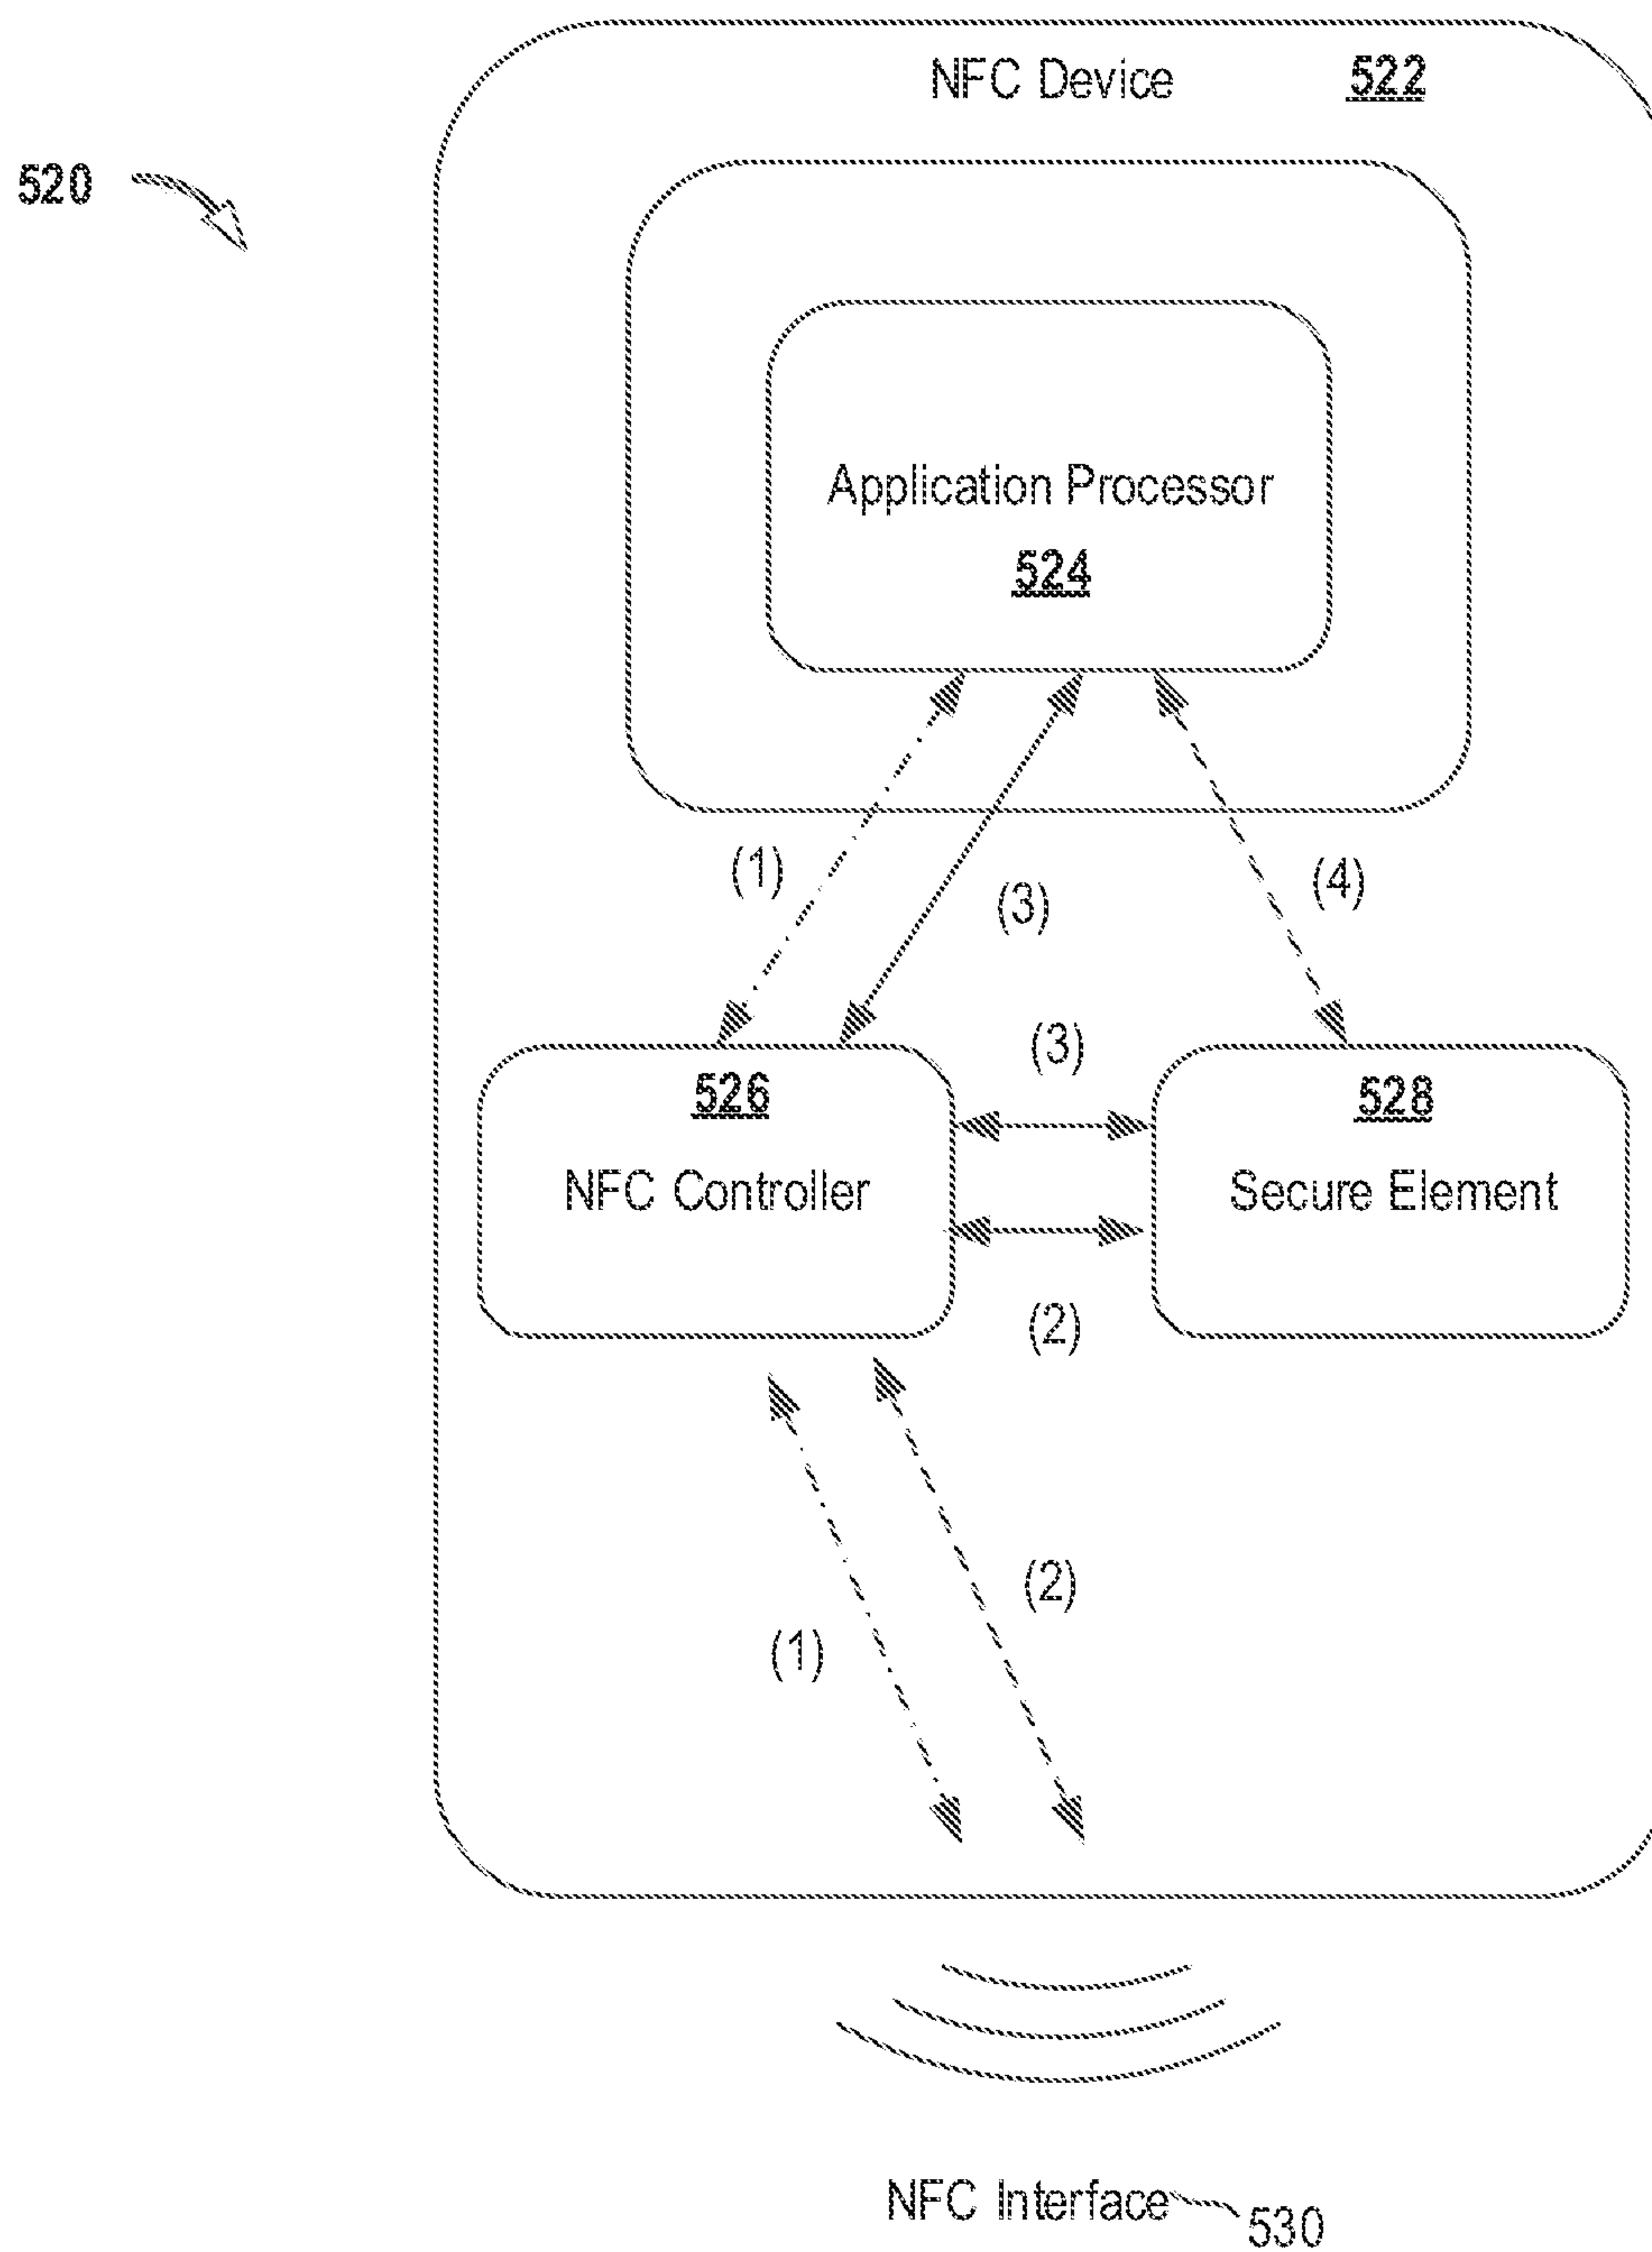 NFC Device 522
520
Application Processor
524
(1)
(3)
(4)
(3)
526
NFC Controller
528
Secure Element
(2)
(2)
(1)
NFC Interface 530